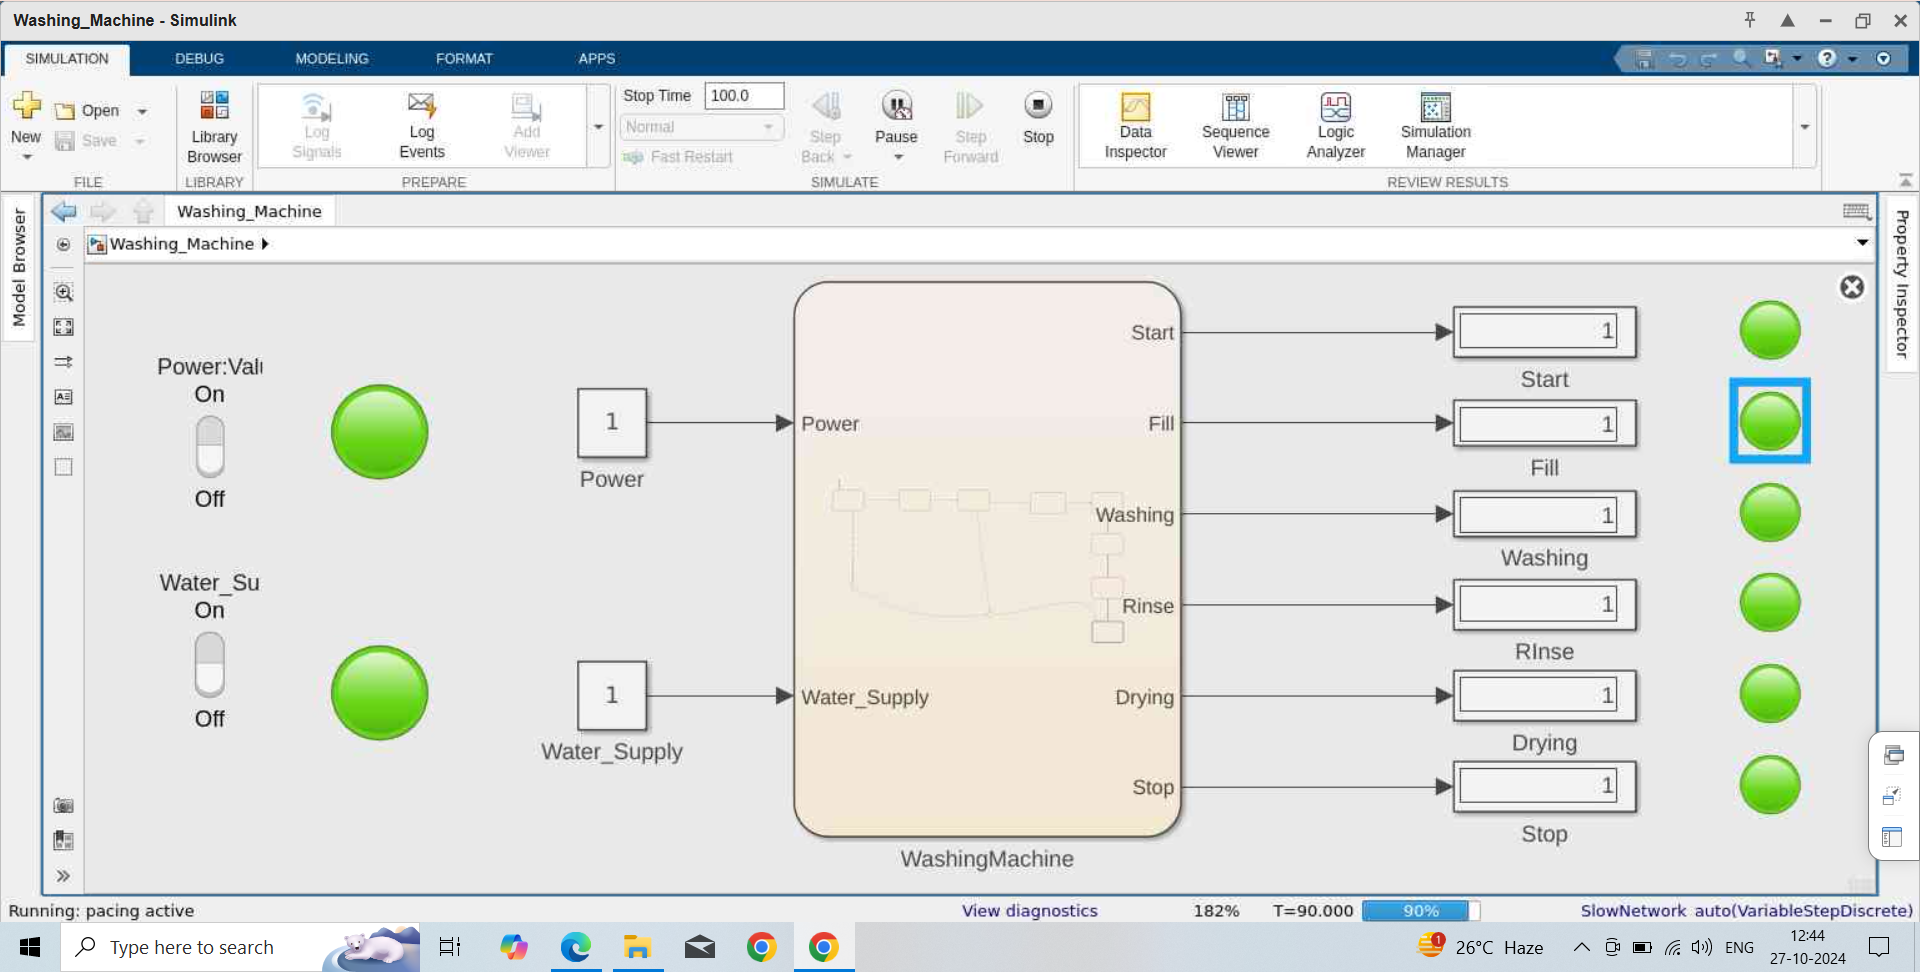 Washing_Machine - Simulink
SIMULATION DEBUG MODELING FORMAT APPS
New
Open
Save
FILE
Library
Browser
LIBRARY
Log
Signals
Log
Events
Add
Viewer
PREPARE
Stop Time 100.0
Normal
Fast Restart
Step
Back
Pause
Step
Forward
Stop
SIMULATE
Data
Inspector
Sequence
Viewer
Logic
Analyzer
Simulation
Manager
REVIEW RESULTS
Model Browser
Property Inspector
Washing_Machine
Washing_Machine
Power:Valu
On
Off
Water_Su
On
Off
1
Power
1
Water_Supply
Power
Water_Supply
Start
Fill
Washing
Rinse
Drying
Stop
WashingMachine
1
Start
1
Fill
1
Washing
1
RInse
1
Drying
1
Stop
Running: pacing active
View diagnostics
182%
T=90.000
90%
SlowNetwork auto(VariableStepDiscrete)
Type here to search
1
26°C Haze
ENG
12:44
27-10-2024